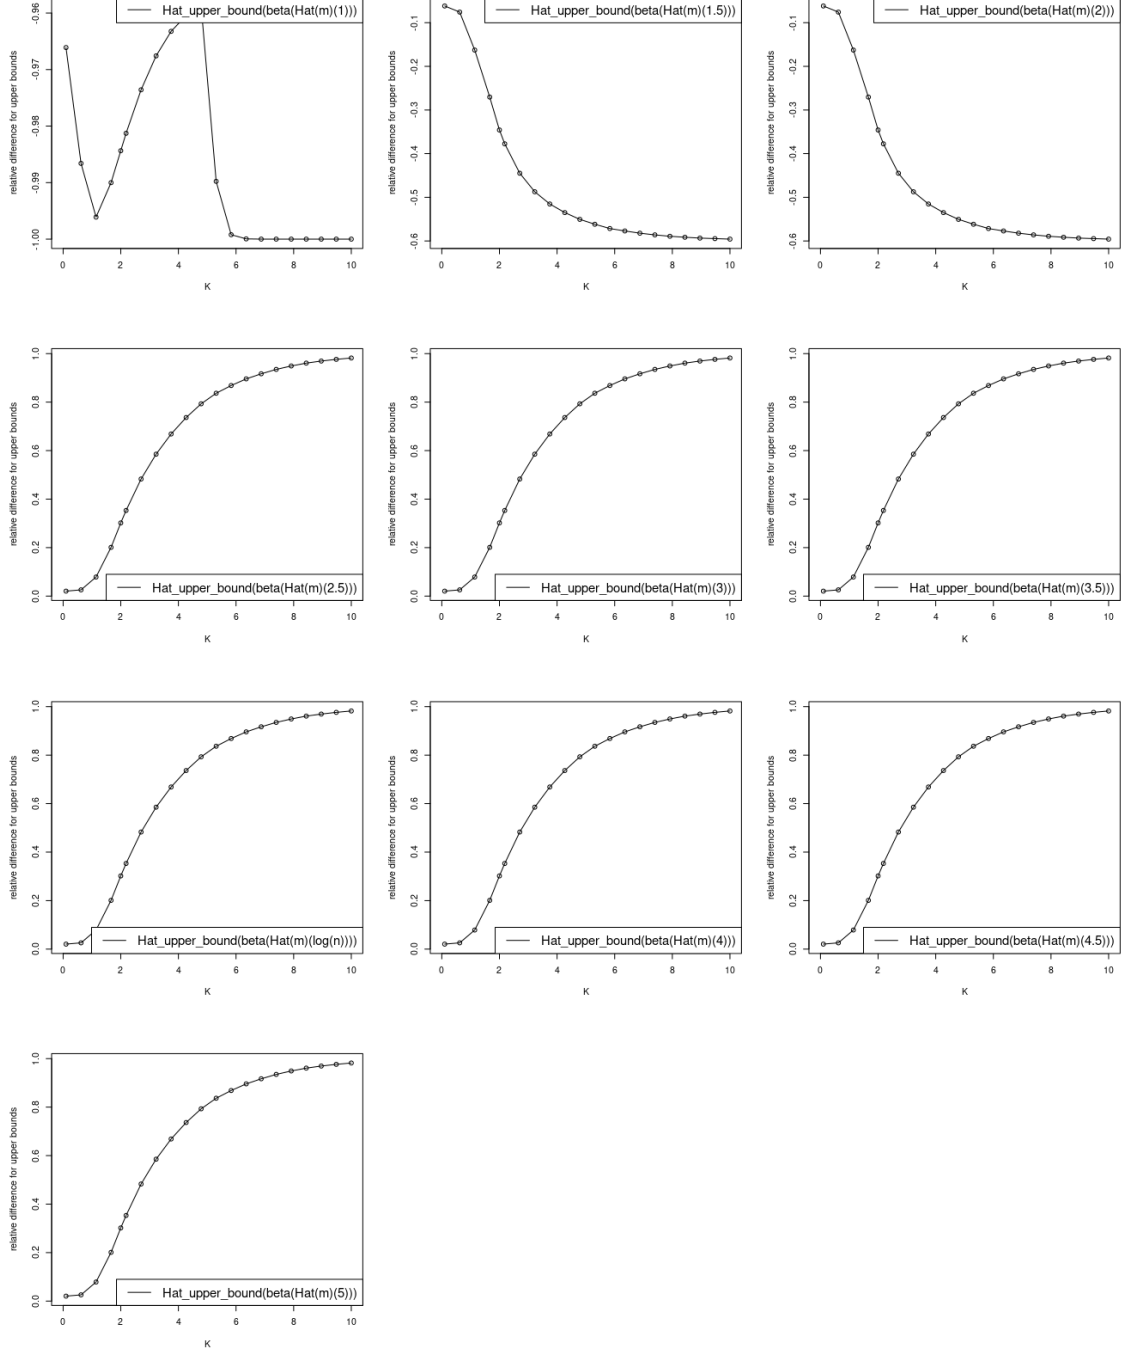 Hat_upper_bound(beta(Hat(m)(1)))
relative difference for upper bounds
-0.96
-0.97
-0.98
-0.99
-1.00
0 2 4 6 8 10
K
Hat_upper_bound(beta(Hat(m)(1.5)))
relative difference for upper bounds
-0.1
-0.2
-0.3
-0.4
-0.5
-0.6
0 2 4 6 8 10
K
Hat_upper_bound(beta(Hat(m)(2)))
relative difference for upper bounds
-0.1
-0.2
-0.3
-0.4
-0.5
-0.6
0 2 4 6 8 10
K
relative difference for upper bounds
1.0
0.8
0.6
0.4
0.2
0.0
Hat_upper_bound(beta(Hat(m)(2.5)))
0 2 4 6 8 10
K
relative difference for upper bounds
1.0
0.8
0.6
0.4
0.2
0.0
Hat_upper_bound(beta(Hat(m)(3)))
0 2 4 6 8 10
K
relative difference for upper bounds
1.0
0.8
0.6
0.4
0.2
0.0
Hat_upper_bound(beta(Hat(m)(3.5)))
0 2 4 6 8 10
K
relative difference for upper bounds
1.0
0.8
0.6
0.4
0.2
0.0
Hat_upper_bound(beta(Hat(m)(log(n))))
0 2 4 6 8 10
K
relative difference for upper bounds
1.0
0.8
0.6
0.4
0.2
0.0
Hat_upper_bound(beta(Hat(m)(4)))
0 2 4 6 8 10
K
relative difference for upper bounds
1.0
0.8
0.6
0.4
0.2
0.0
Hat_upper_bound(beta(Hat(m)(4.5)))
0 2 4 6 8 10
K
relative difference for upper bounds
1.0
0.8
0.6
0.4
0.2
0.0
Hat_upper_bound(beta(Hat(m)(5)))
0 2 4 6 8 10
K